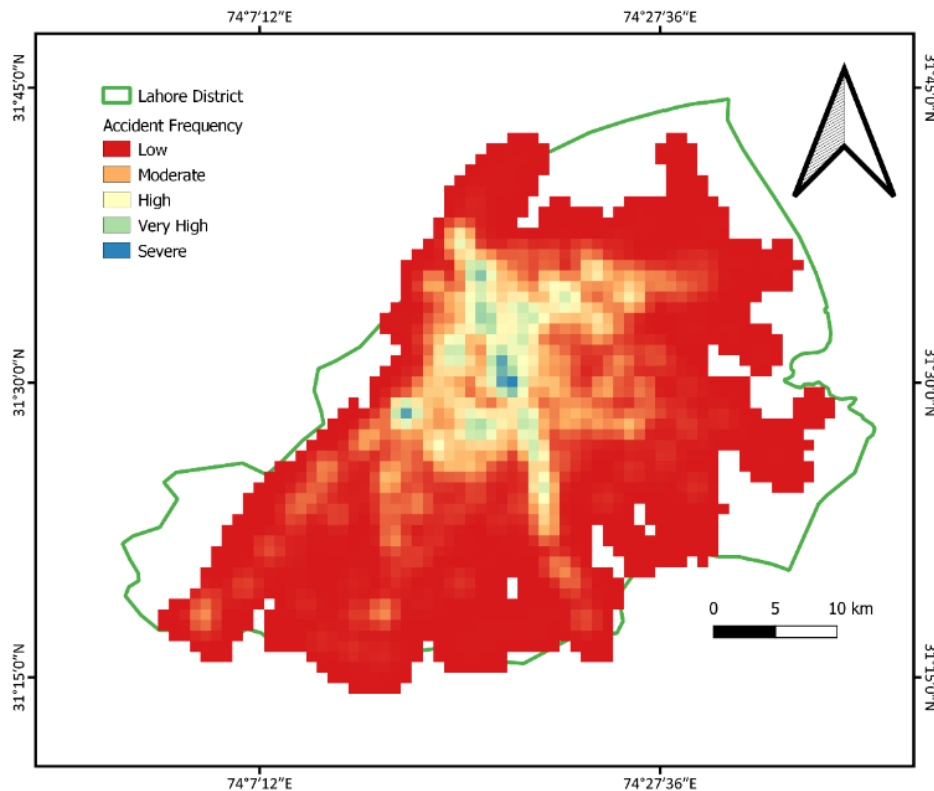 74°7′12″E 74°27′36″E
31°45′0″N 31°45′0″N
Lahore District
Accident Frequency
Low
Moderate
High
Very High
Severe
31°30′0″N 31°30′0″N
0 5 10 km
31°15′0″N 31°15′0″N
74°7′12″E 74°27′36″E